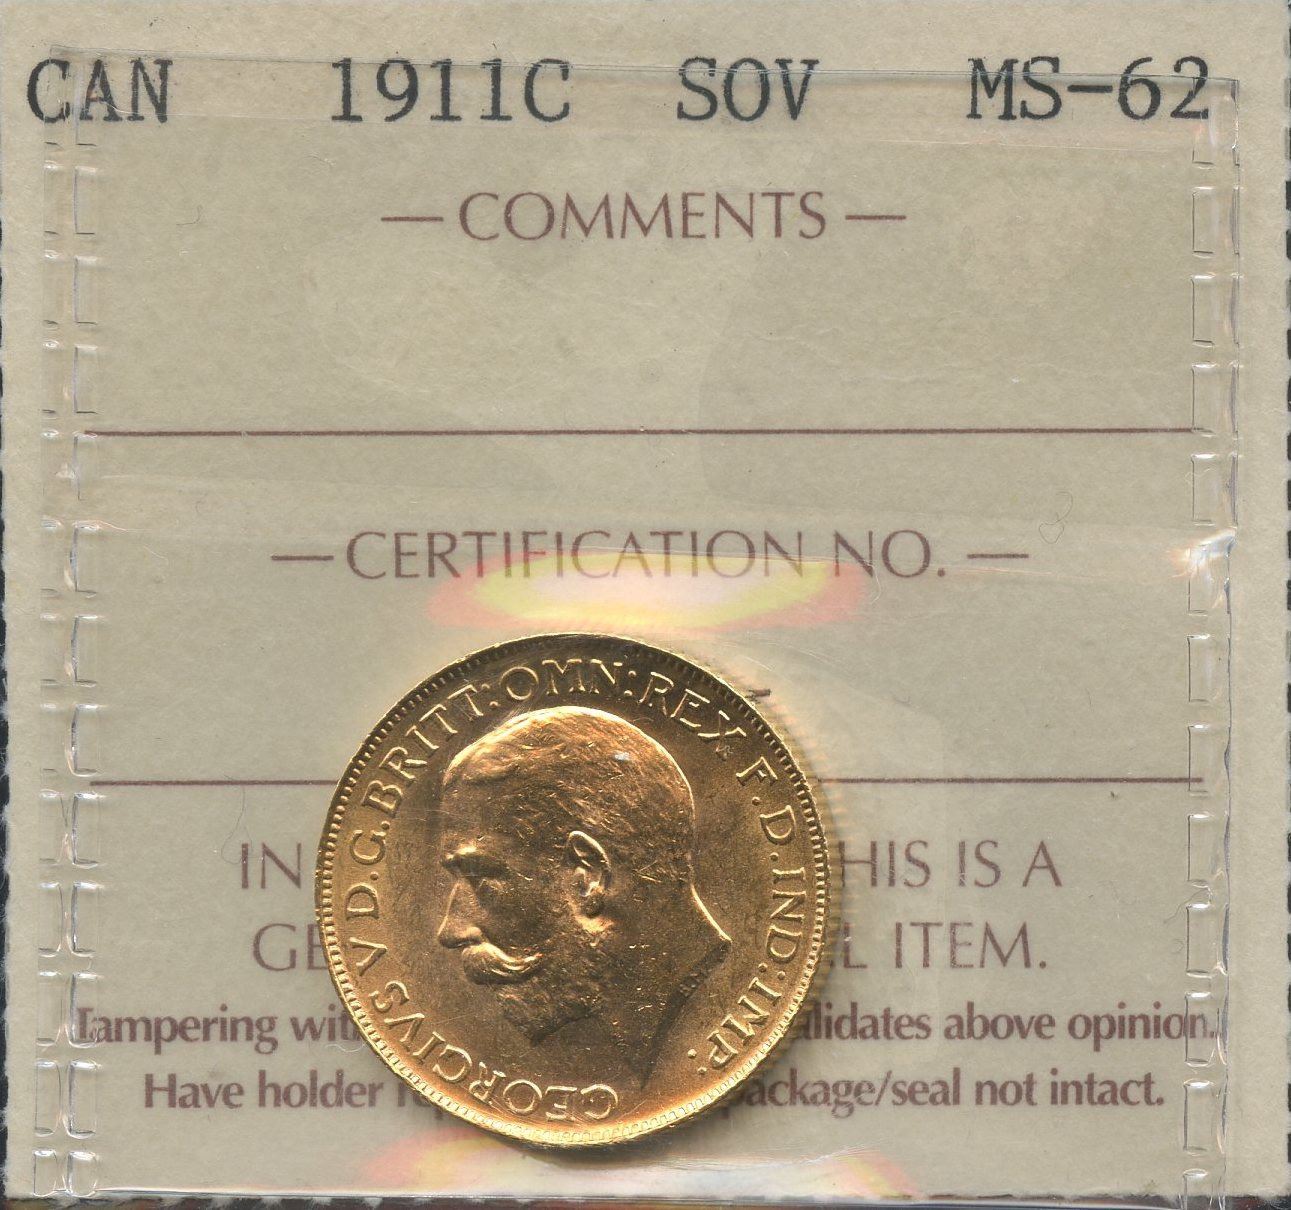 CAN 1911C SOV MS-62
—COMMENTS—
—CERTIFICATION NO.—
IN HIS IS A
GE L ITEM.
Tampering wit alidates above opinion.
Have holder ackage/seal not intact.
GEORGIVS V D.G.BRITT:OMN:REX F.D.IND:IMP:
B.M.